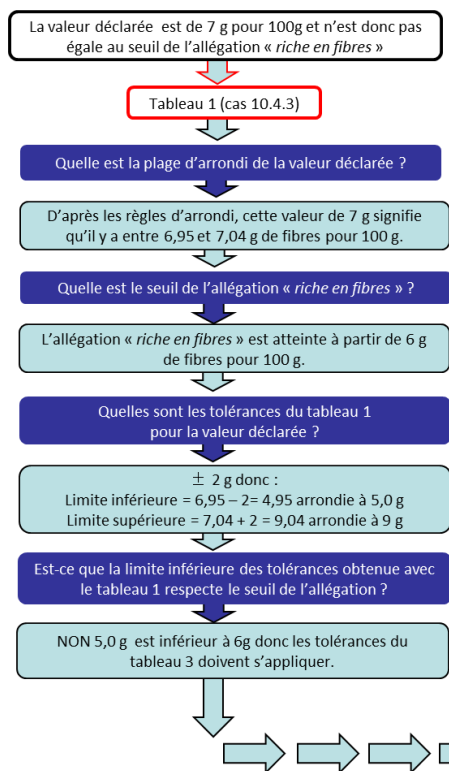 La valeur déclarée est de 7 g pour 100g et n'est donc pas
égale au seuil de l'allégation « riche en fibres »
Tableau 1 (cas 10.4.3)
Quelle est la plage d'arrondi de la valeur déclarée ?
D'après les règles d'arrondi, cette valeur de 7 g signifie
qu'il y a entre 6,95 et 7,04 g de fibres pour 100 g.
Quelle est le seuil de l'allégation « riche en fibres » ?
L'allégation « riche en fibres » est atteinte à partir de 6 g
de fibres pour 100 g.
Quelles sont les tolérances du tableau 1
pour la valeur déclarée ?
± 2 g donc :
Limite inférieure = 6,95 – 2= 4,95 arrondie à 5,0 g
Limite supérieure = 7,04 + 2 = 9,04 arrondie à 9 g
Est-ce que la limite inférieure des tolérances obtenue avec
le tableau 1 respecte le seuil de l'allégation ?
NON 5,0 g est inférieur à 6g donc les tolérances du
tableau 3 doivent s'appliquer.